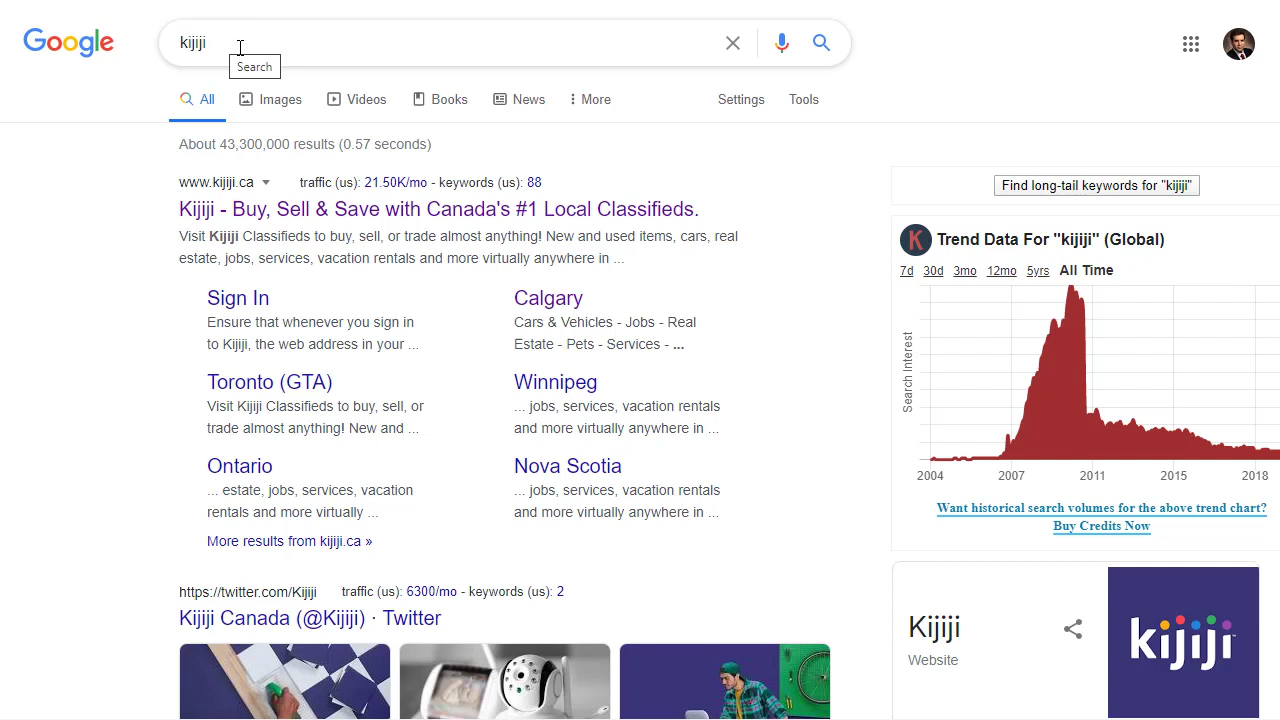 Google
kijiji
Search
All
Images
Videos
Books
News
More
Settings
Tools
About 43,300,000 results (0.57 seconds)
www.kijiji.ca traffic (us): 21.50K/mo - keywords (us): 88
Kijiji - Buy, Sell & Save with Canada's #1 Local Classifieds.
Visit Kijiji Classifieds to buy, sell, or trade almost anything! New and used items, cars, real
estate, jobs, services, vacation rentals and more virtually anywhere in ...
Sign In
Ensure that whenever you sign in
to Kijiji, the web address in your ...
Calgary
Cars & Vehicles - Jobs - Real
Estate - Pets - Services - ...
Toronto (GTA)
Visit Kijiji Classifieds to buy, sell, or
trade almost anything! New and ...
Winnipeg
... jobs, services, vacation rentals
and more virtually anywhere in ...
Ontario
... estate, jobs, services, vacation
rentals and more virtually ...
Nova Scotia
... jobs, services, vacation rentals
and more virtually anywhere in ...
More results from kijiji.ca »
https://twitter.com/Kijiji traffic (us): 6300/mo - keywords (us): 2
Kijiji Canada (@Kijiji) · Twitter
Find long-tail keywords for "kijiji"
K
Trend Data For "kijiji" (Global)
7d 30d 3mo 12mo 5yrs All Time
Search Interest
2004 2007 2011 2015 2018
Want historical search volumes for the above trend chart?
Buy Credits Now
Kijiji
Website
kijiji